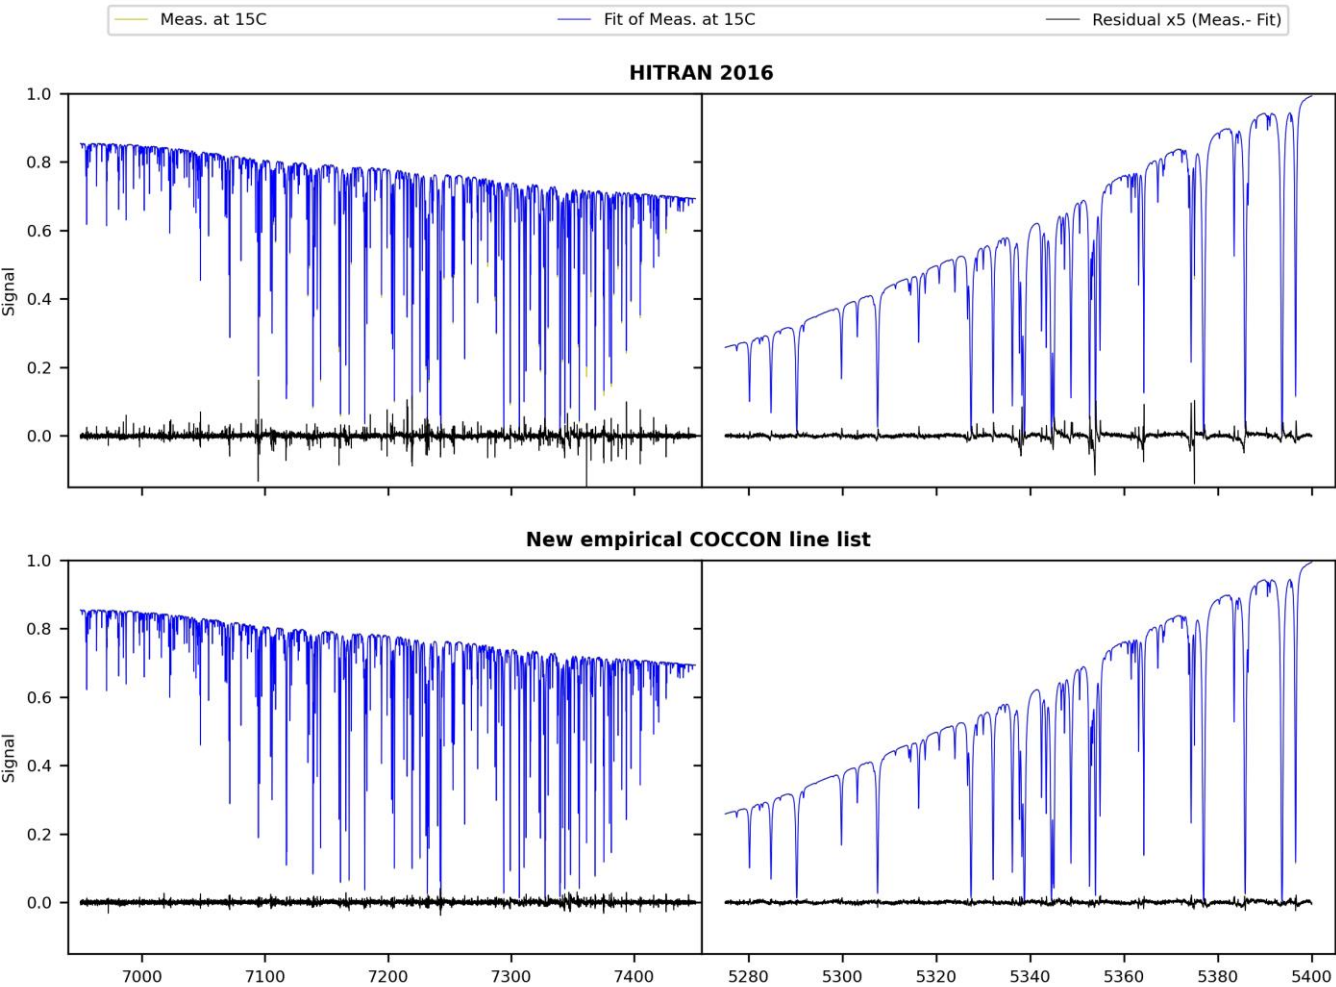 Meas. at 15C Fit of Meas. at 15C Residual x5 (Meas.- Fit)
HITRAN 2016
1.0
0.8
0.6
0.4
0.2
0.0
Signal
New empirical COCCON line list
1.0
0.8
0.6
0.4
0.2
0.0
Signal
7000 7100 7200 7300 7400 5280 5300 5320 5340 5360 5380 5400